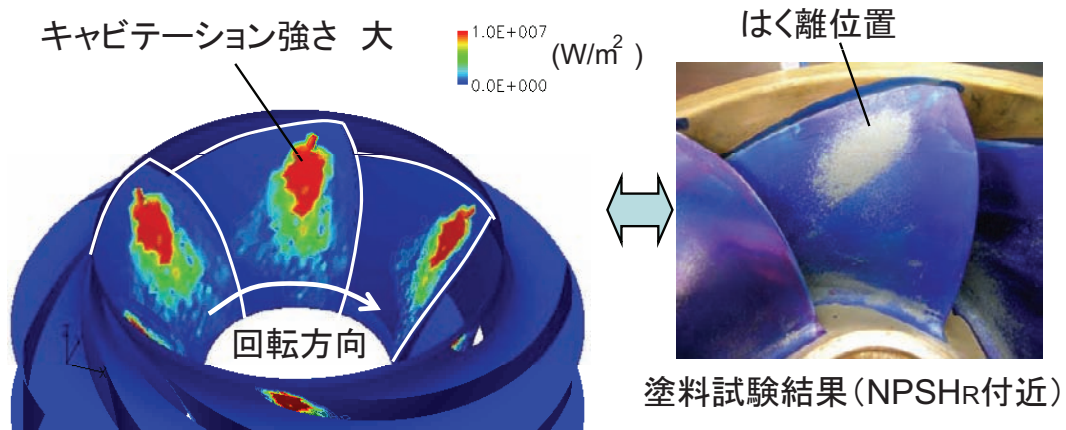 キャビテーション強さ 大
1.0E+007
0.0E+000
(W/m²)
はく離位置
回転方向
塗料試験結果(NPSHR付近)